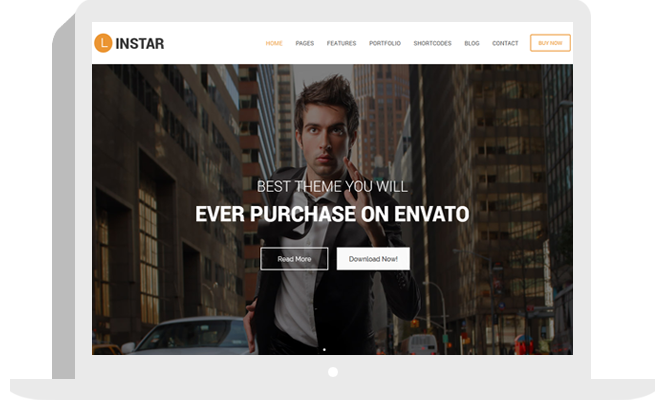 L INSTAR
HOME PAGES FEATURES PORTFOLIO SHORTCODES BLOG CONTACT BUY NOW
BEST THEME YOU WILL
EVER PURCHASE ON ENVATO
Read More Download Now!